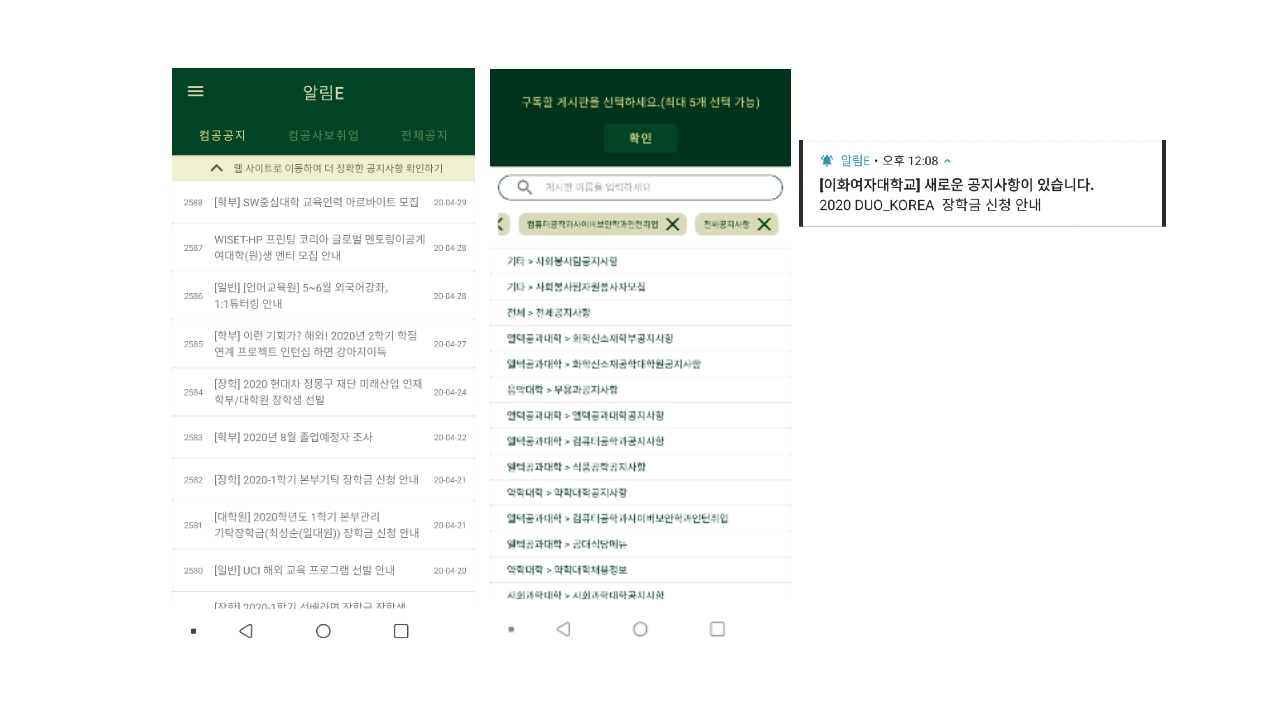 알림E
컴공공지 컴공사보취업 전체공지
웹 사이트로 이동하여 더 정확한 공지사항 확인하기
2588 [학부] SW중심대학 교육인력 아르바이트 모집 20-04-29
2587 WISET-HP 프린팅 코리아 글로벌 멘토링이공계 20-04-28
여대학(원)생 멘티 모집 안내
2586 [일반] [언어교육원] 5~6월 외국어강좌, 20-04-28
1:1튜터링 안내
2585 [학부] 이런 기회가? 해외! 2020년 2학기 학점 20-04-27
연계 프로젝트 인턴십 하면 강아지이득
2584 [장학] 2020 현대차 정몽구 재단 미래산업 인재 20-04-24
학부/대학원 장학생 선발
2583 [학부] 2020년 8월 졸업예정자 조사 20-04-22
2582 [장학] 2020-1학기 본부기탁 장학금 신청 안내 20-04-21
2581 [대학원] 2020학년도 1학기 본부관리 20-04-21
기탁장학금(최성순(일대원)) 장학금 신청 안내
2580 [일반] UCI 해외 교육 프로그램 선발 안내 20-04-20
[장학] 2020-1학기 선배라면 장학금 장학생
구독할 게시판을 선택하세요.(최대 5개 선택 가능)
확인
게시판 이름을 입력하세요
컴퓨터공학과사이버보안학과인턴취업 전체공지사항
기타 > 사회봉사팀공지사항
기타 > 사회봉사팀자원봉사자모집
전체 > 전체공지사항
엘텍공과대학 > 화학신소재학부공지사항
엘텍공과대학 > 화학신소재공학대학원공지사항
음악대학 > 무용과공지사항
엘텍공과대학 > 엘텍공과대학공지사항
엘텍공과대학 > 컴퓨터공학과공지사항
엘텍공과대학 > 식품공학공지사항
약학대학 > 약학대학공지사항
엘텍공과대학 > 컴퓨터공학과사이버보안학과인턴취업
엘텍공과대학 > 공대식당메뉴
약학대학 > 약학대학채용정보
사회과학대학 > 사회과학대학공지사항
알림E • 오후 12:08
[이화여자대학교] 새로운 공지사항이 있습니다.
2020 DUO_KOREA 장학금 신청 안내